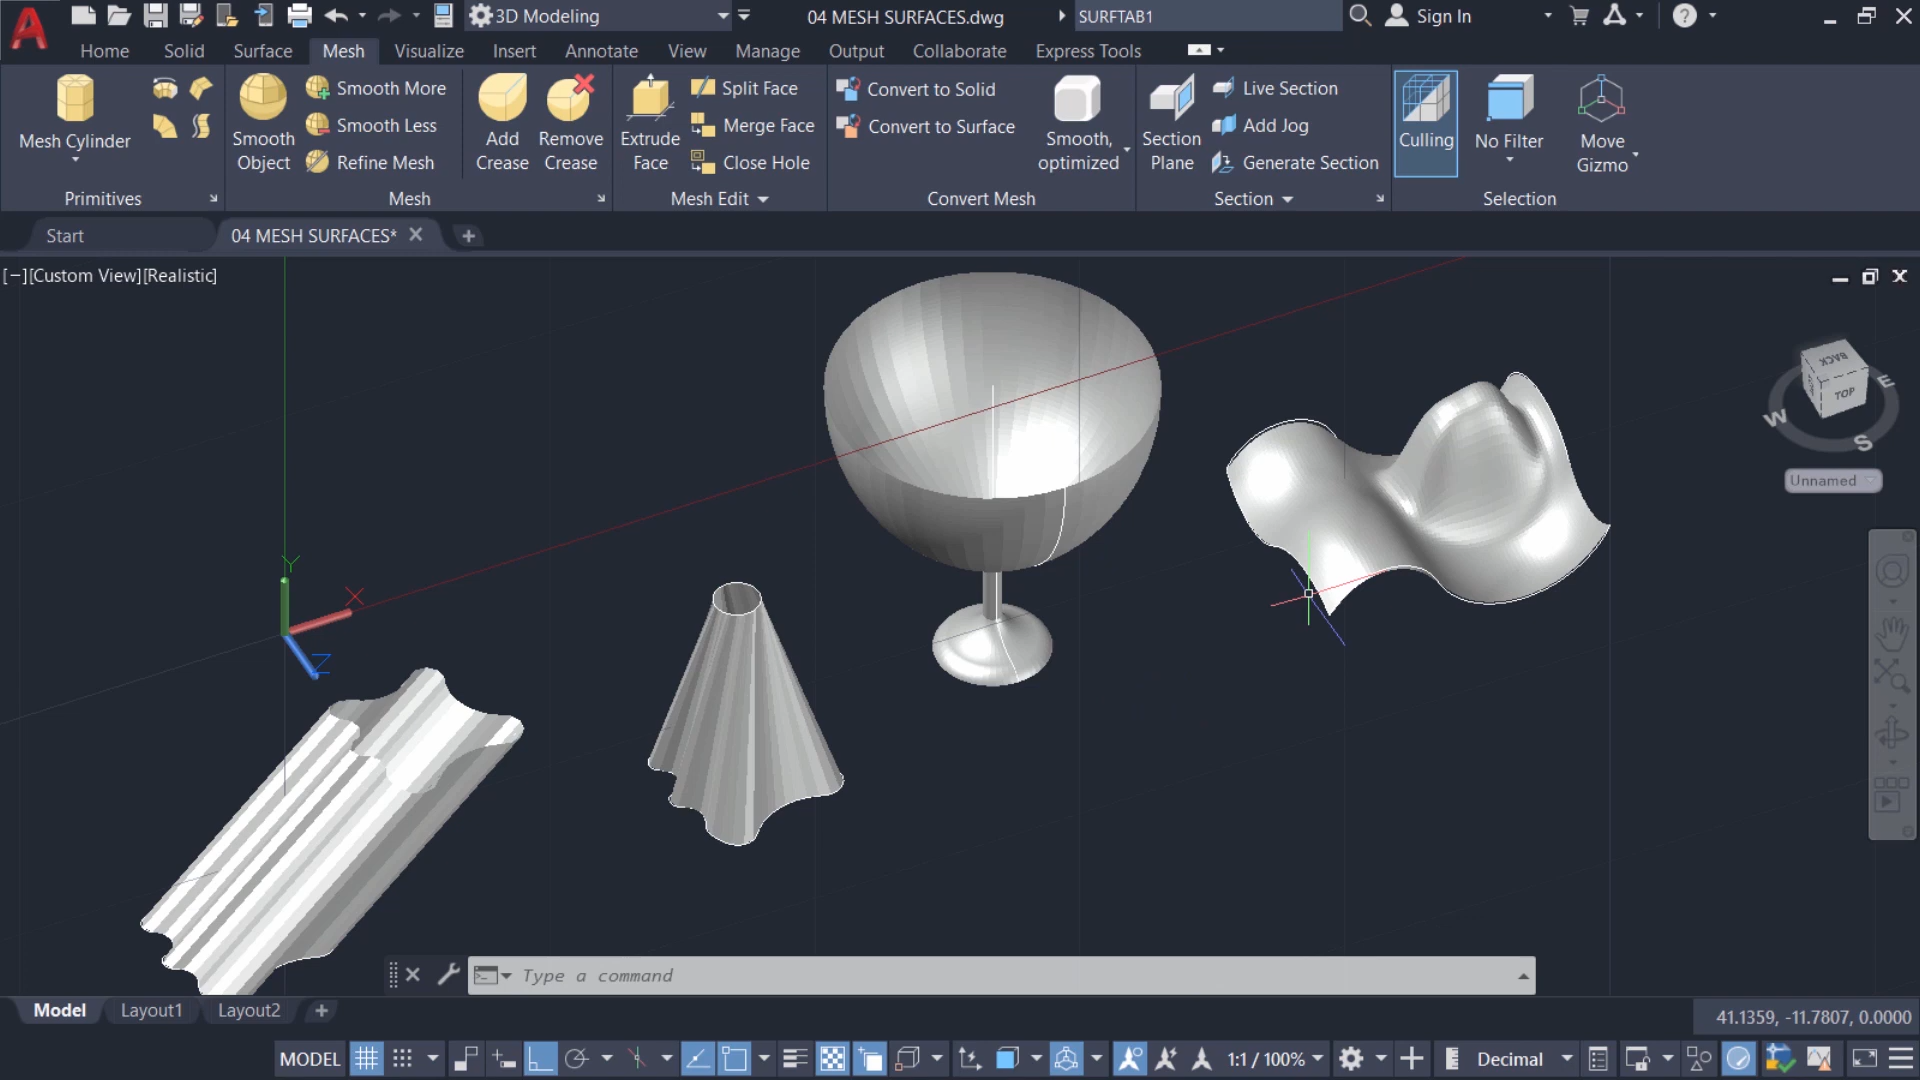 3D Modeling
04 MESH SURFACES.dwg
SURFTAB1
Sign In
Home Solid Surface Mesh Visualize Insert Annotate View Manage Output Collaborate Express Tools
Mesh Cylinder
Primitives
Smooth Object
Smooth More
Smooth Less
Refine Mesh
Add Crease
Remove Crease
Mesh
Extrude Face
Split Face
Merge Face
Close Hole
Mesh Edit
Convert to Solid
Convert to Surface
Smooth, optimized
Convert Mesh
Section Plane
Live Section
Add Jog
Generate Section
Section
Culling
No Filter
Move Gizmo
Selection
Start
04 MESH SURFACES*
[−][Custom View][Realistic]
BACK
TOP
W
E
S
Unnamed
Y
X
Z
Type a command
Model Layout1 Layout2
41.1359, -11.7807, 0.0000
MODEL
1:1 / 100%
Decimal